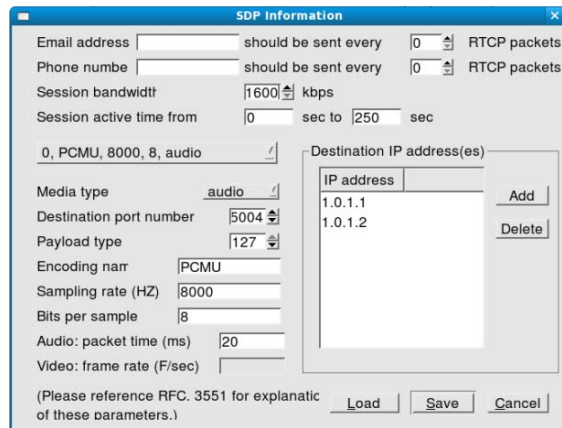 SDP Information
Email address should be sent every 0 RTCP packets
Phone numbe should be sent every 0 RTCP packets
Session bandwidth 1600 kbps
Session active time from 0 sec to 250 sec
0, PCMU, 8000, 8, audio
Media type audio
Destination port number 5004
Payload type 127
Encoding nam PCMU
Sampling rate (HZ) 8000
Bits per sample 8
Audio: packet time (ms) 20
Video: frame rate (F/sec)
Destination IP address(es)
IP address
1.0.1.1
1.0.1.2
Add
Delete
(Please reference RFC. 3551 for explanatic
of these parameters.)
Load Save Cancel